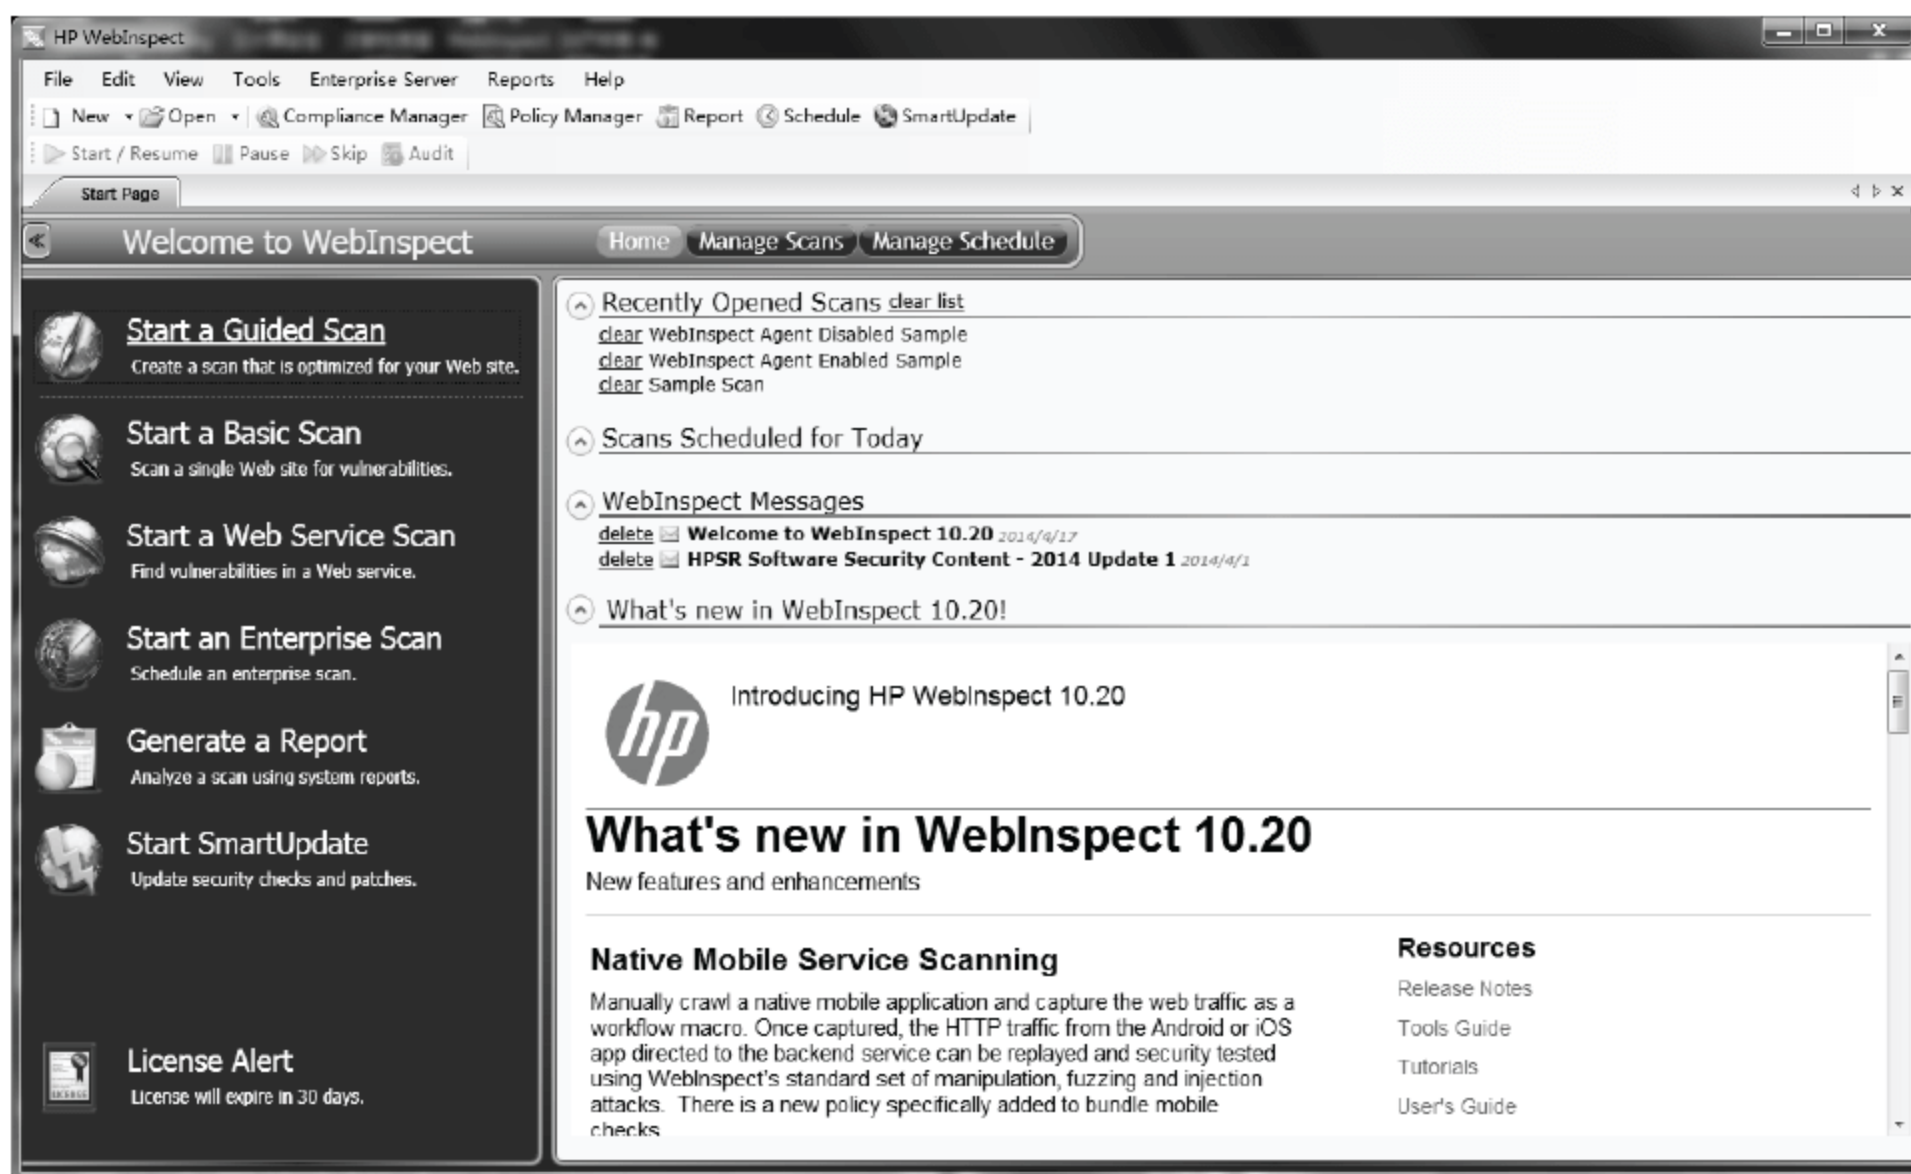 HP WebInspect
File Edit View Tools Enterprise Server Reports Help
New Open Compliance Manager Policy Manager Report Schedule SmartUpdate
Start / Resume Pause Skip Audit
Start Page
Welcome to WebInspect Home Manage Scans Manage Schedule
Start a Guided Scan
Create a scan that is optimized for your Web site.
Start a Basic Scan
Scan a single Web site for vulnerabilities.
Start a Web Service Scan
Find vulnerabilities in a Web service.
Start an Enterprise Scan
Schedule an enterprise scan.
Generate a Report
Analyze a scan using system reports.
Start SmartUpdate
Update security checks and patches.
License Alert
License will expire in 30 days.
Recently Opened Scans clear list
clear WebInspect Agent Disabled Sample
clear WebInspect Agent Enabled Sample
clear Sample Scan
Scans Scheduled for Today
WebInspect Messages
delete Welcome to WebInspect 10.20 2014/4/17
delete HPSR Software Security Content - 2014 Update 1 2014/4/1
What's new in WebInspect 10.20!
hp
Introducing HP WebInspect 10.20
What's new in WebInspect 10.20
New features and enhancements
Native Mobile Service Scanning
Manually crawl a native mobile application and capture the web traffic as a
workflow macro. Once captured, the HTTP traffic from the Android or iOS
app directed to the backend service can be replayed and security tested
using WebInspect's standard set of manipulation, fuzzing and injection
attacks. There is a new policy specifically added to bundle mobile
checks
Resources
Release Notes
Tools Guide
Tutorials
User's Guide